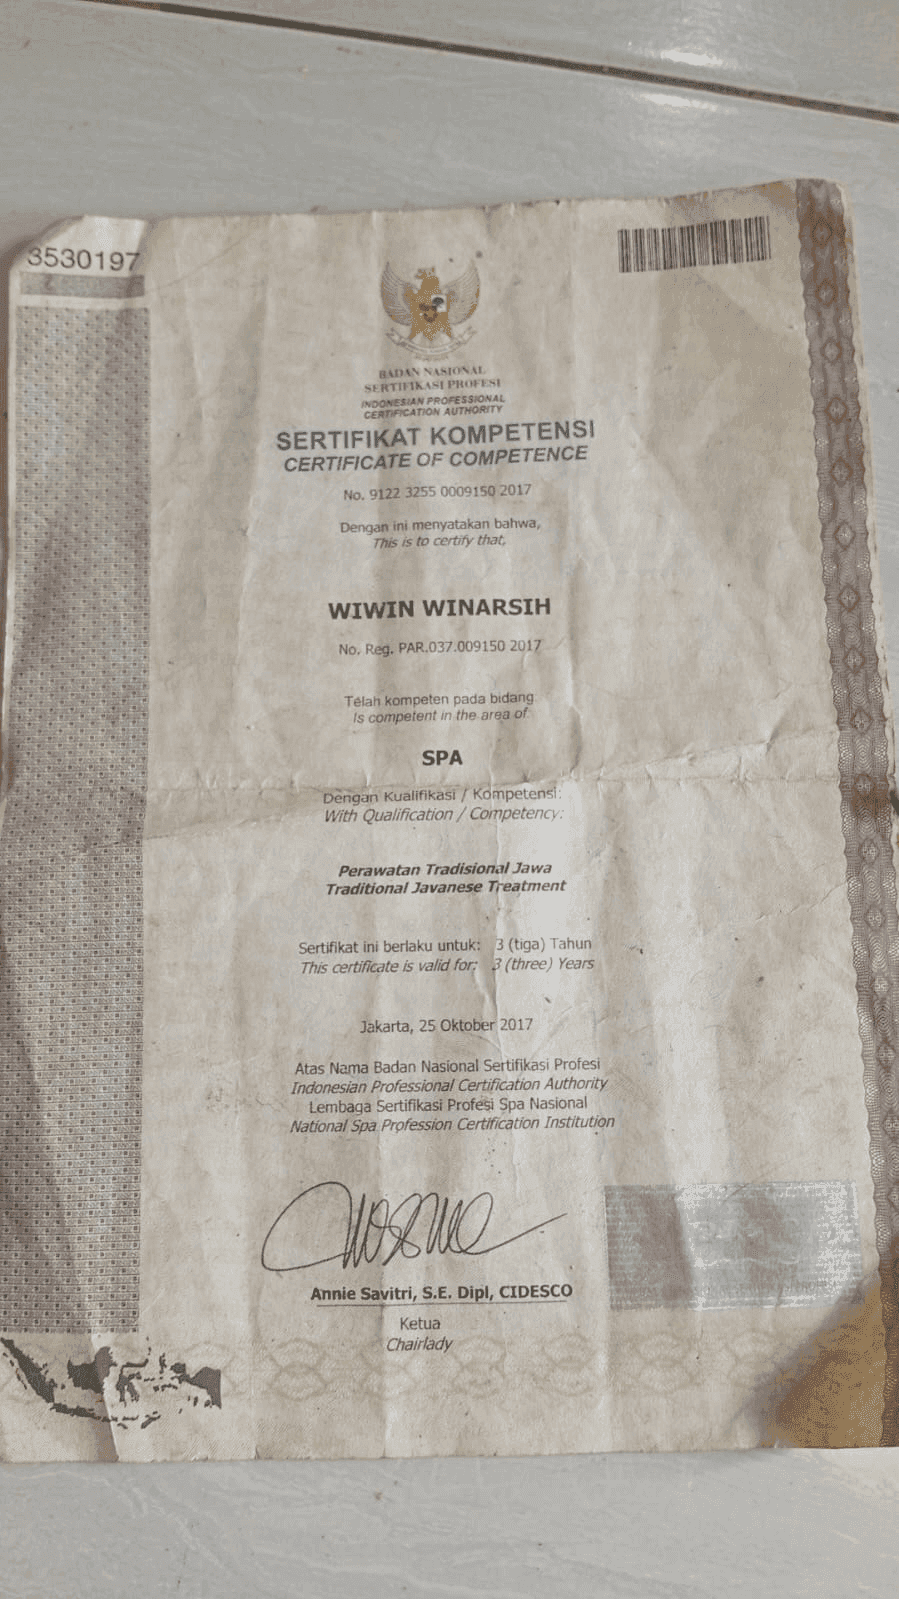 3530197
BADAN NASIONAL
SERTIFIKASI PROFESI
INDONESIAN PROFESSIONAL
CERTIFICATION AUTHORITY
SERTIFIKAT KOMPETENSI
CERTIFICATE OF COMPETENCE
No. 9122 3255 0009150 2017
Dengan ini menyatakan bahwa,
This is to certify that,
WIWIN WINARSIH
No. Reg. PAR.037.009150 2017
Telah kompeten pada bidang
Is competent in the area of
SPA
Dengan Kualifikasi / Kompetensi:
With Qualification / Competency:
Perawatan Tradisional Jawa
Traditional Javanese Treatment
Sertifikat ini berlaku untuk: 3 (tiga) Tahun
This certificate is valid for: 3 (three) Years
Jakarta, 25 Oktober 2017
Atas Nama Badan Nasional Sertifikasi Profesi
Indonesian Professional Certification Authority
Lembaga Sertifikasi Profesi Spa Nasional
National Spa Profession Certification Institution
Annie Savitri, S.E. Dipl, CIDESCO
Ketua
Chairlady